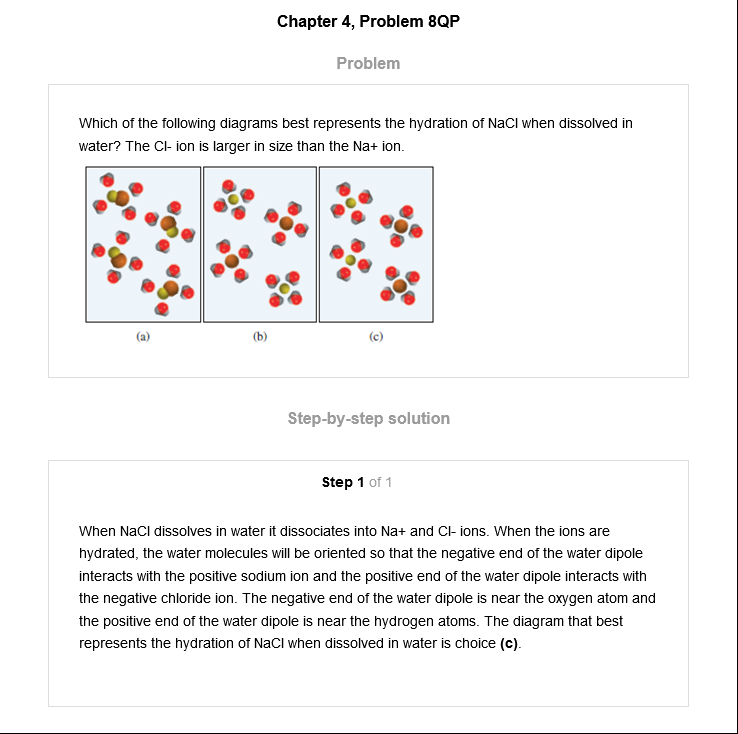 Chapter 4, Problem 8QP
Problem
Which of the following diagrams best represents the hydration of NaCl when dissolved in
water? The Cl- ion is larger in size than the Na+ ion.
(a) (b) (c)
Step-by-step solution
Step 1 of 1
When NaCl dissolves in water it dissociates into Na+ and Cl- ions. When the ions are
hydrated, the water molecules will be oriented so that the negative end of the water dipole
interacts with the positive sodium ion and the positive end of the water dipole interacts with
the negative chloride ion. The negative end of the water dipole is near the oxygen atom and
the positive end of the water dipole is near the hydrogen atoms. The diagram that best
represents the hydration of NaCl when dissolved in water is choice (c).